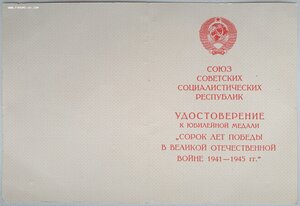 СОЮЗ
СОВЕТСКИХ
СОЦИАЛИСТИЧЕСКИХ
РЕСПУБЛИК
УДОСТОВЕРЕНИЕ
К ЮБИЛЕЙНОЙ МЕДАЛИ
„СОРОК ЛЕТ ПОБЕДЫ
В ВЕЛИКОЙ ОТЕЧЕСТВЕННОЙ
ВОЙНЕ 1941—1945 гг.“